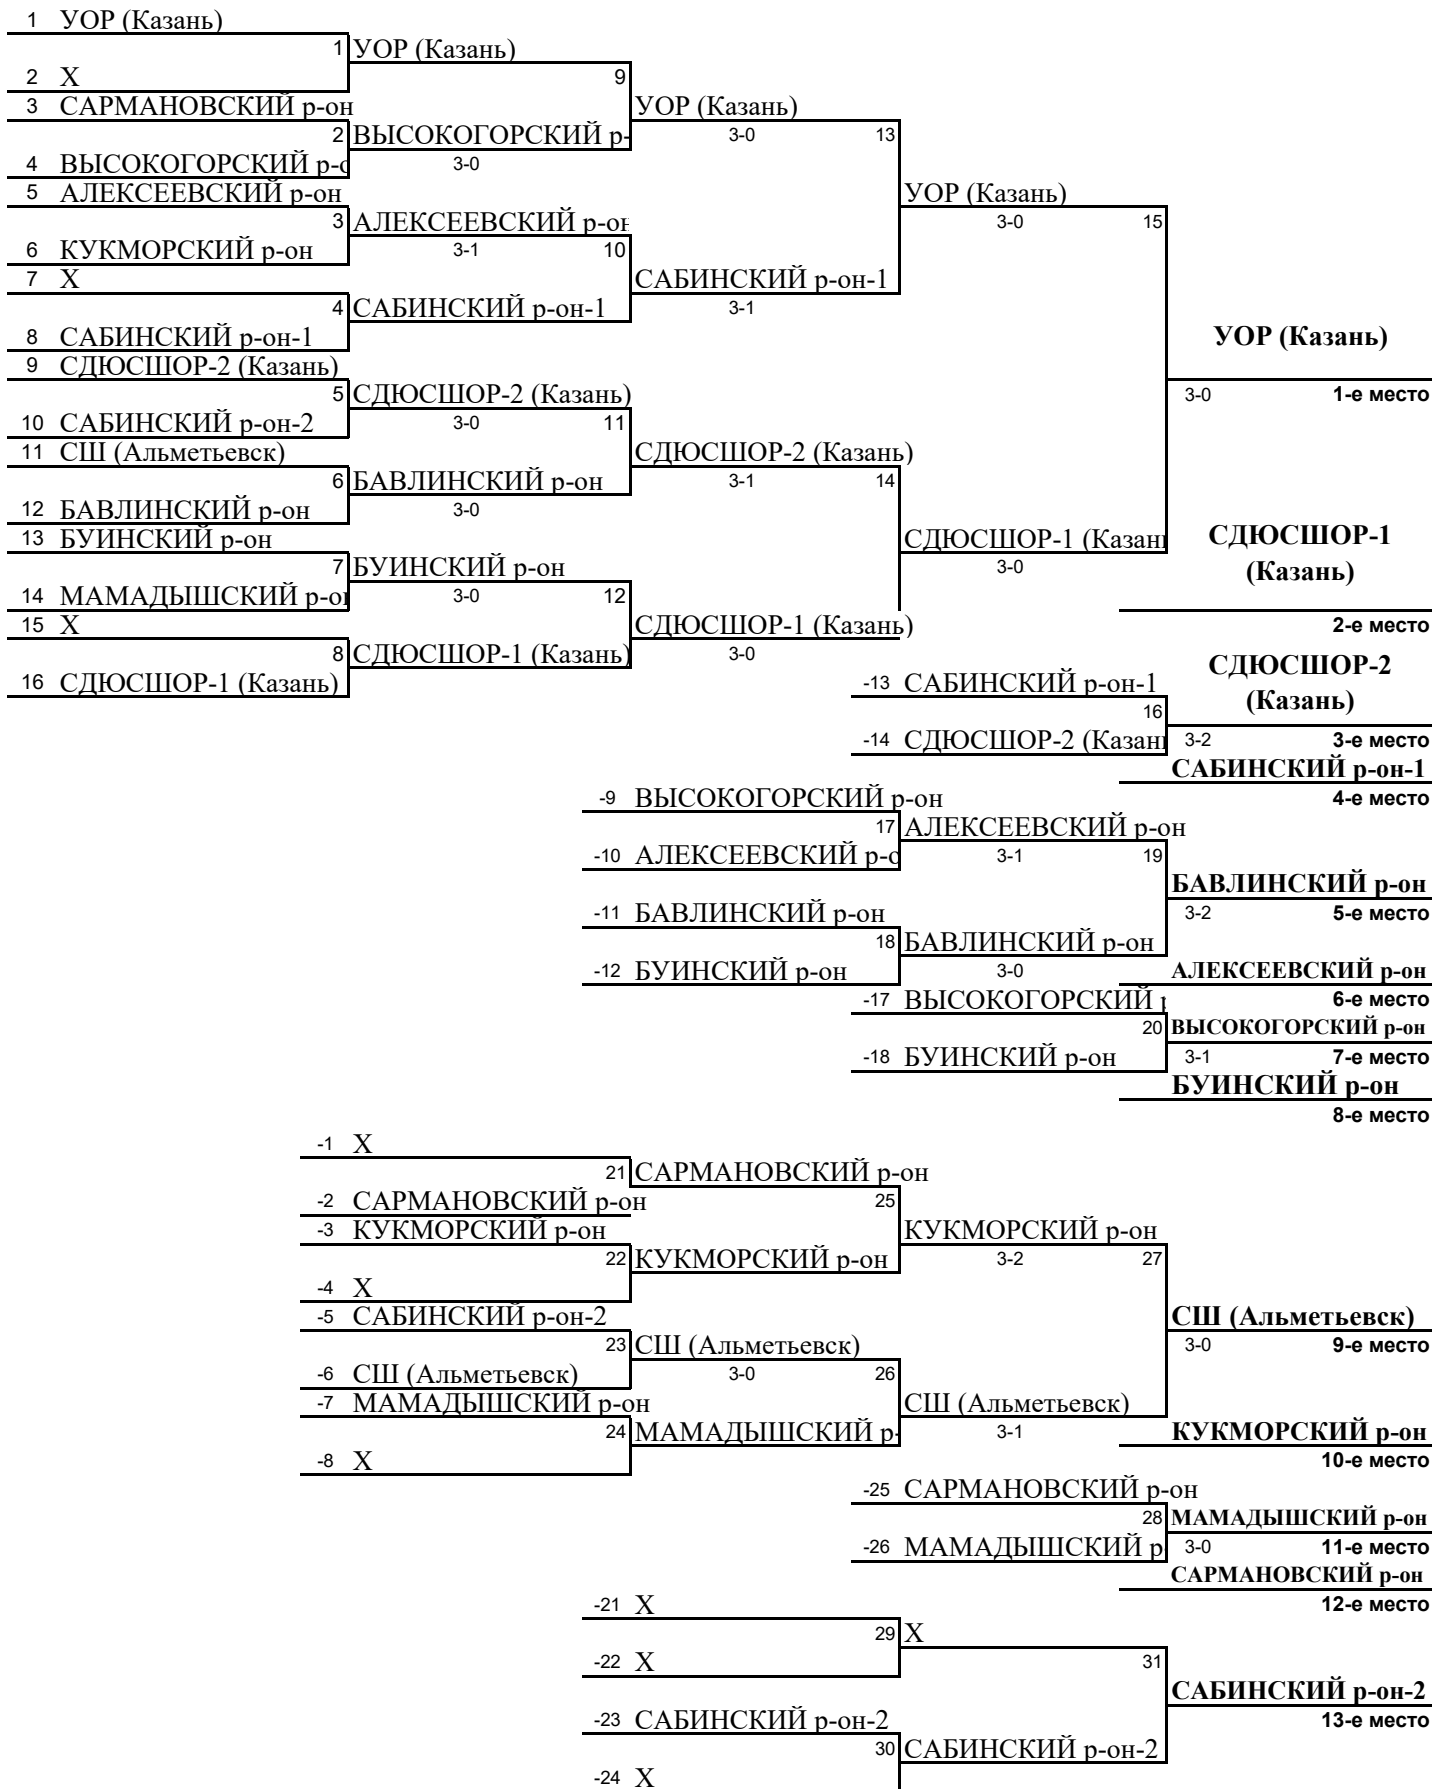 1 УОР (Казань)
1 УОР (Казань)
2 X 9
3 САРМАНОВСКИЙ р-он УОР (Казань)
2 ВЫСОКОГОРСКИЙ р- 3-0 13
4 ВЫСОКОГОРСКИЙ р-о 3-0
5 АЛЕКСЕЕВСКИЙ р-он УОР (Казань)
3 АЛЕКСЕЕВСКИЙ р-он 3-0 15
6 КУКМОРСКИЙ р-он 3-1 10
7 X САБИНСКИЙ р-он-1
4 САБИНСКИЙ р-он-1 3-1
8 САБИНСКИЙ р-он-1 УОР (Казань)
9 СДЮСШОР-2 (Казань)
5 СДЮСШОР-2 (Казань) 3-0 1-е место
10 САБИНСКИЙ р-он-2 3-0 11
11 СШ (Альметьевск) СДЮСШОР-2 (Казань)
6 БАВЛИНСКИЙ р-он 3-1 14
12 БАВЛИНСКИЙ р-он 3-0
13 БУИНСКИЙ р-он СДЮСШОР-1 (Казань СДЮСШОР-1
7 БУИНСКИЙ р-он 3-0 (Казань)
14 МАМАДЫШСКИЙ р-он 3-0 12
15 X СДЮСШОР-1 (Казань) 2-е место
8 СДЮСШОР-1 (Казань) 3-0 СДЮСШОР-2
16 СДЮСШОР-1 (Казань) -13 САБИНСКИЙ р-он-1 (Казань)
16
-14 СДЮСШОР-2 (Казань 3-2 3-е место
САБИНСКИЙ р-он-1
-9 ВЫСОКОГОРСКИЙ р-он 4-е место
17 АЛЕКСЕЕВСКИЙ р-он
-10 АЛЕКСЕЕВСКИЙ р-о 3-1 19
БАВЛИНСКИЙ р-он
-11 БАВЛИНСКИЙ р-он 3-2 5-е место
18 БАВЛИНСКИЙ р-он
-12 БУИНСКИЙ р-он 3-0 АЛЕКСЕЕВСКИЙ р-он
-17 ВЫСОКОГОРСКИЙ р 6-е место
20 ВЫСОКОГОРСКИЙ р-он
-18 БУИНСКИЙ р-он 3-1 7-е место
БУИНСКИЙ р-он
8-е место
-1 X
21 САРМАНОВСКИЙ р-он
-2 САРМАНОВСКИЙ р-он 25
-3 КУКМОРСКИЙ р-он КУКМОРСКИЙ р-он
22 КУКМОРСКИЙ р-он 3-2 27
-4 X
-5 САБИНСКИЙ р-он-2 СШ (Альметьевск)
23 СШ (Альметьевск) 3-0 9-е место
-6 СШ (Альметьевск) 3-0 26
-7 МАМАДЫШСКИЙ р-он СШ (Альметьевск)
24 МАМАДЫШСКИЙ р- 3-1 КУКМОРСКИЙ р-он
-8 X 10-е место
-25 САРМАНОВСКИЙ р-он
28 МАМАДЫШСКИЙ р-он
-26 МАМАДЫШСКИЙ р 3-0 11-е место
САРМАНОВСКИЙ р-он
-21 X 12-е место
29 X
-22 X 31
САБИНСКИЙ р-он-2
-23 САБИНСКИЙ р-он-2 13-е место
30 САБИНСКИЙ р-он-2
-24 X